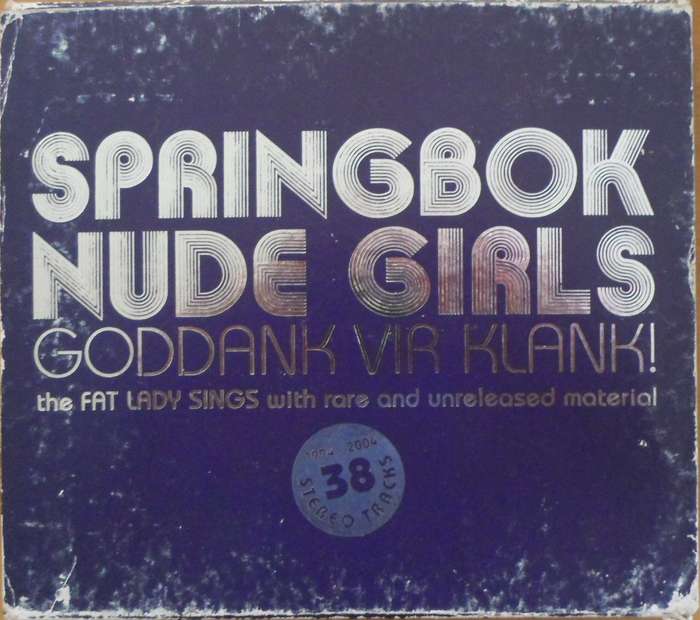 SPRINGBOK
NUDE GIRLS
GODDANK VIR KLANK!
the FAT LADY SINGS with rare and unreleased material
1994 - 2004
38
STEREO TRACKS